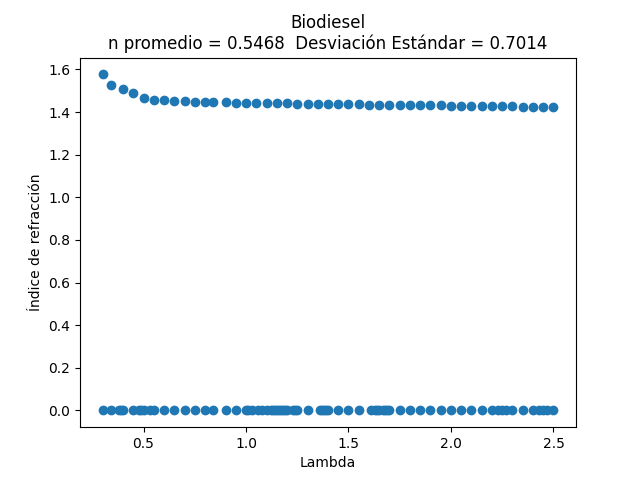 Biodiesel
n promedio = 0.5468  Desviación Estándar = 0.7014
1.6
1.4
1.2
1.0
0.8
0.6
0.4
0.2
0.0
Índice de refracción
0.5 1.0 1.5 2.0 2.5
Lambda